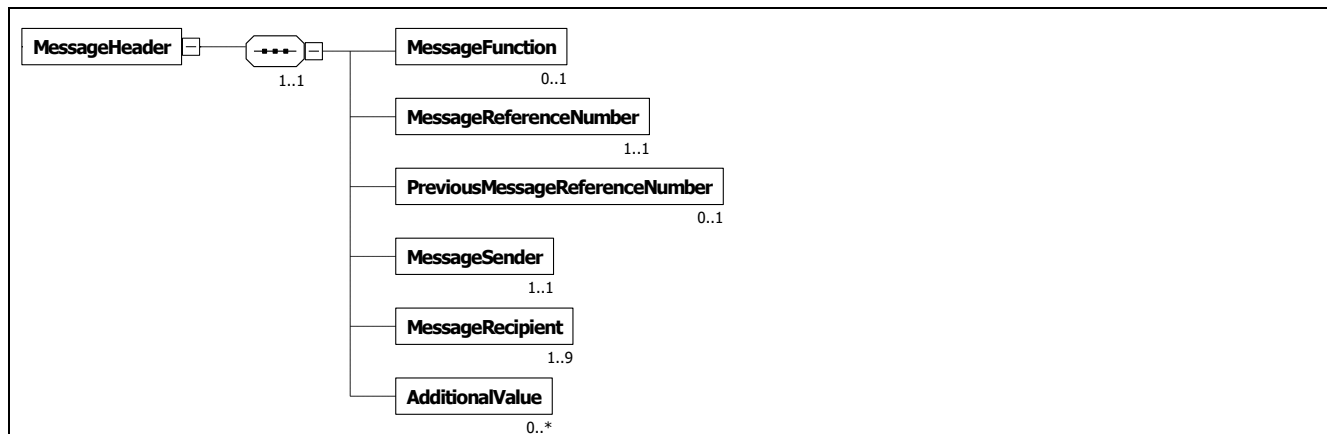 MessageHeader
1..1
MessageFunction
0..1
MessageReferenceNumber
1..1
PreviousMessageReferenceNumber
0..1
MessageSender
1..1
MessageRecipient
1..9
AdditionalValue
0..*